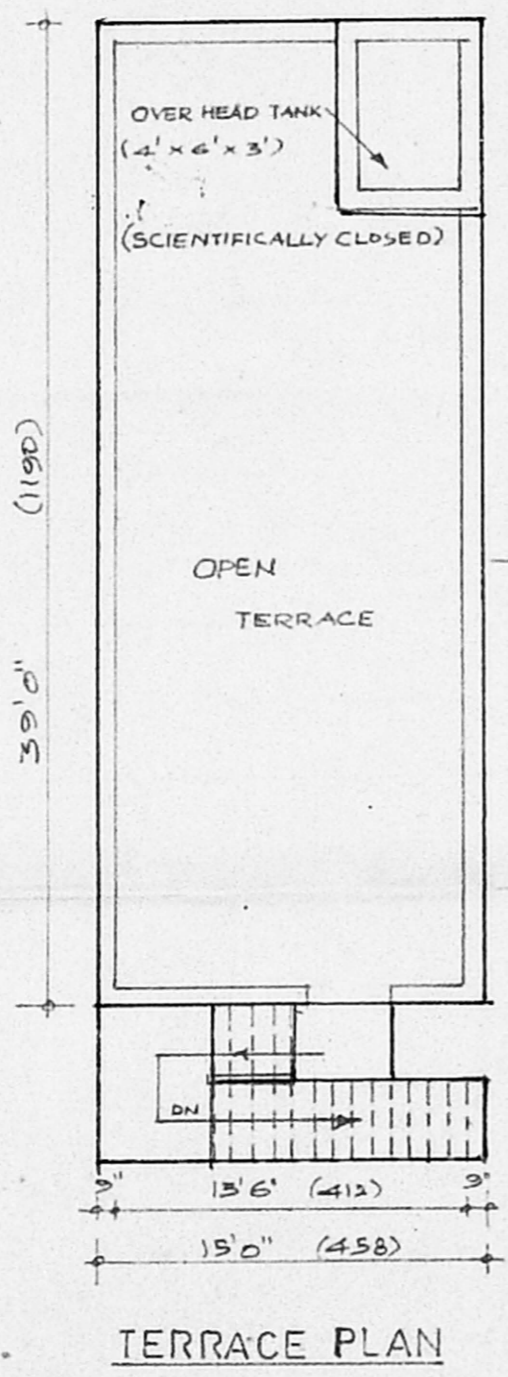 OVER HEAD TANK
(4' x 6' x 3')
(SCIENTIFICALLY CLOSED)
39'0" (1190)
OPEN
TERRACE
DN
9" 13'6" (412) 9"
15'0" (458)
TERRACE PLAN